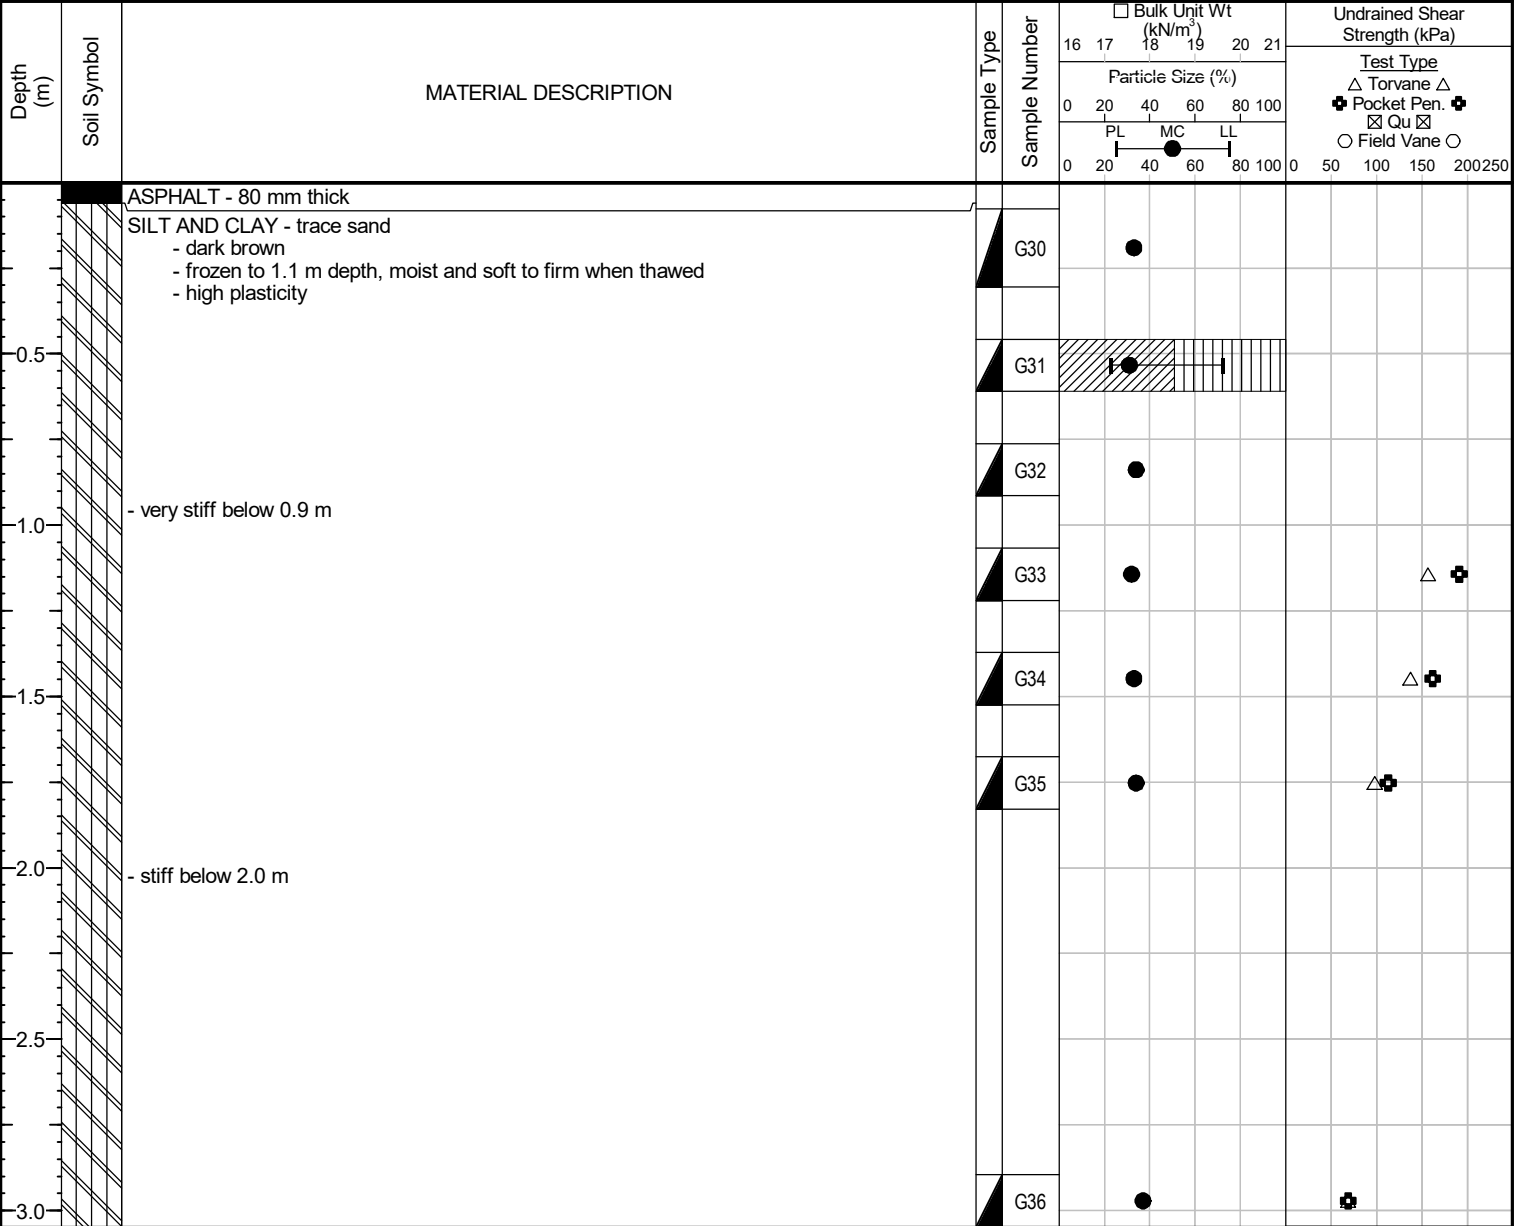 Depth
(m)
Soil Symbol
MATERIAL DESCRIPTION
Sample Type
Sample Number
Bulk Unit Wt
(kN/m³)
16 17 18 19 20 21
Particle Size (%)
0 20 40 60 80 100
PL MC LL
0 20 40 60 80 100
Undrained Shear
Strength (kPa)
Test Type
Torvane
Pocket Pen.
Qu
Field Vane
0 50 100 150 200 250
ASPHALT - 80 mm thick
SILT AND CLAY - trace sand
- dark brown
- frozen to 1.1 m depth, moist and soft to firm when thawed
- high plasticity
G30
0.5
G31
G32
- very stiff below 0.9 m
1.0
G33
G34
1.5
G35
2.0
- stiff below 2.0 m
2.5
G36
3.0